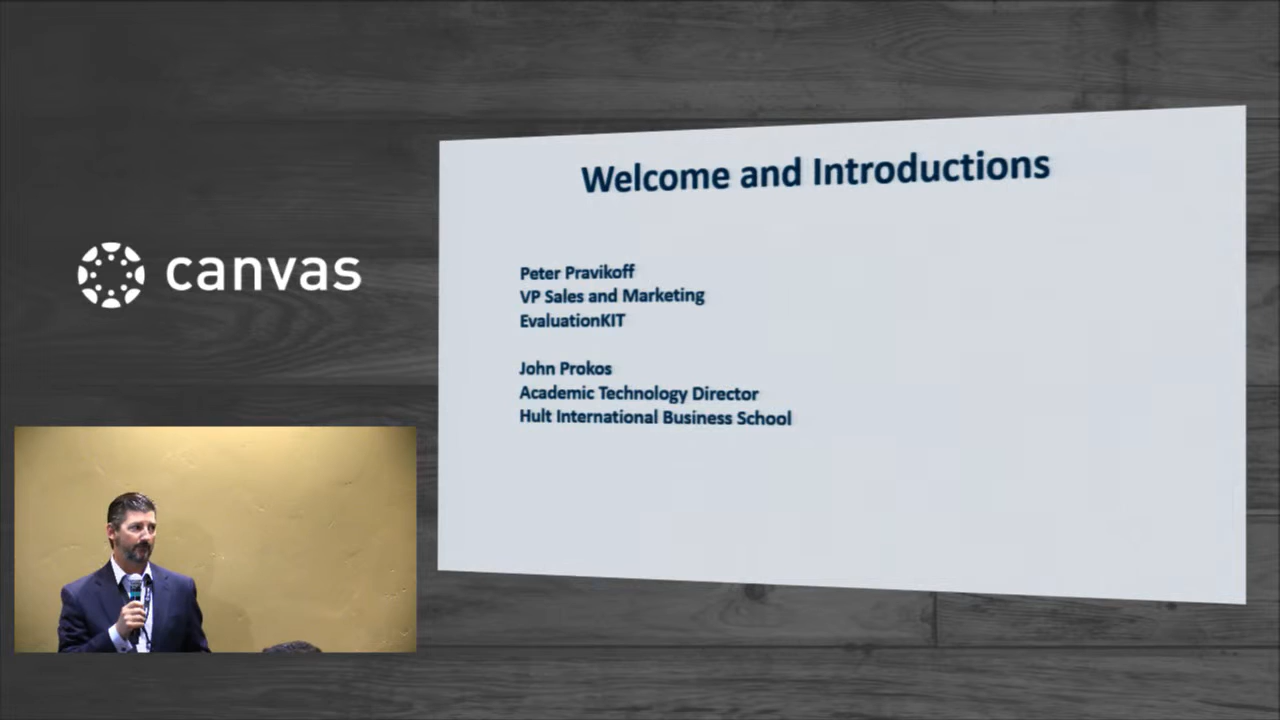 canvas
Welcome and Introductions
Peter Pravikoff
VP Sales and Marketing
EvaluationKIT
John Prokos
Academic Technology Director
Hult International Business School